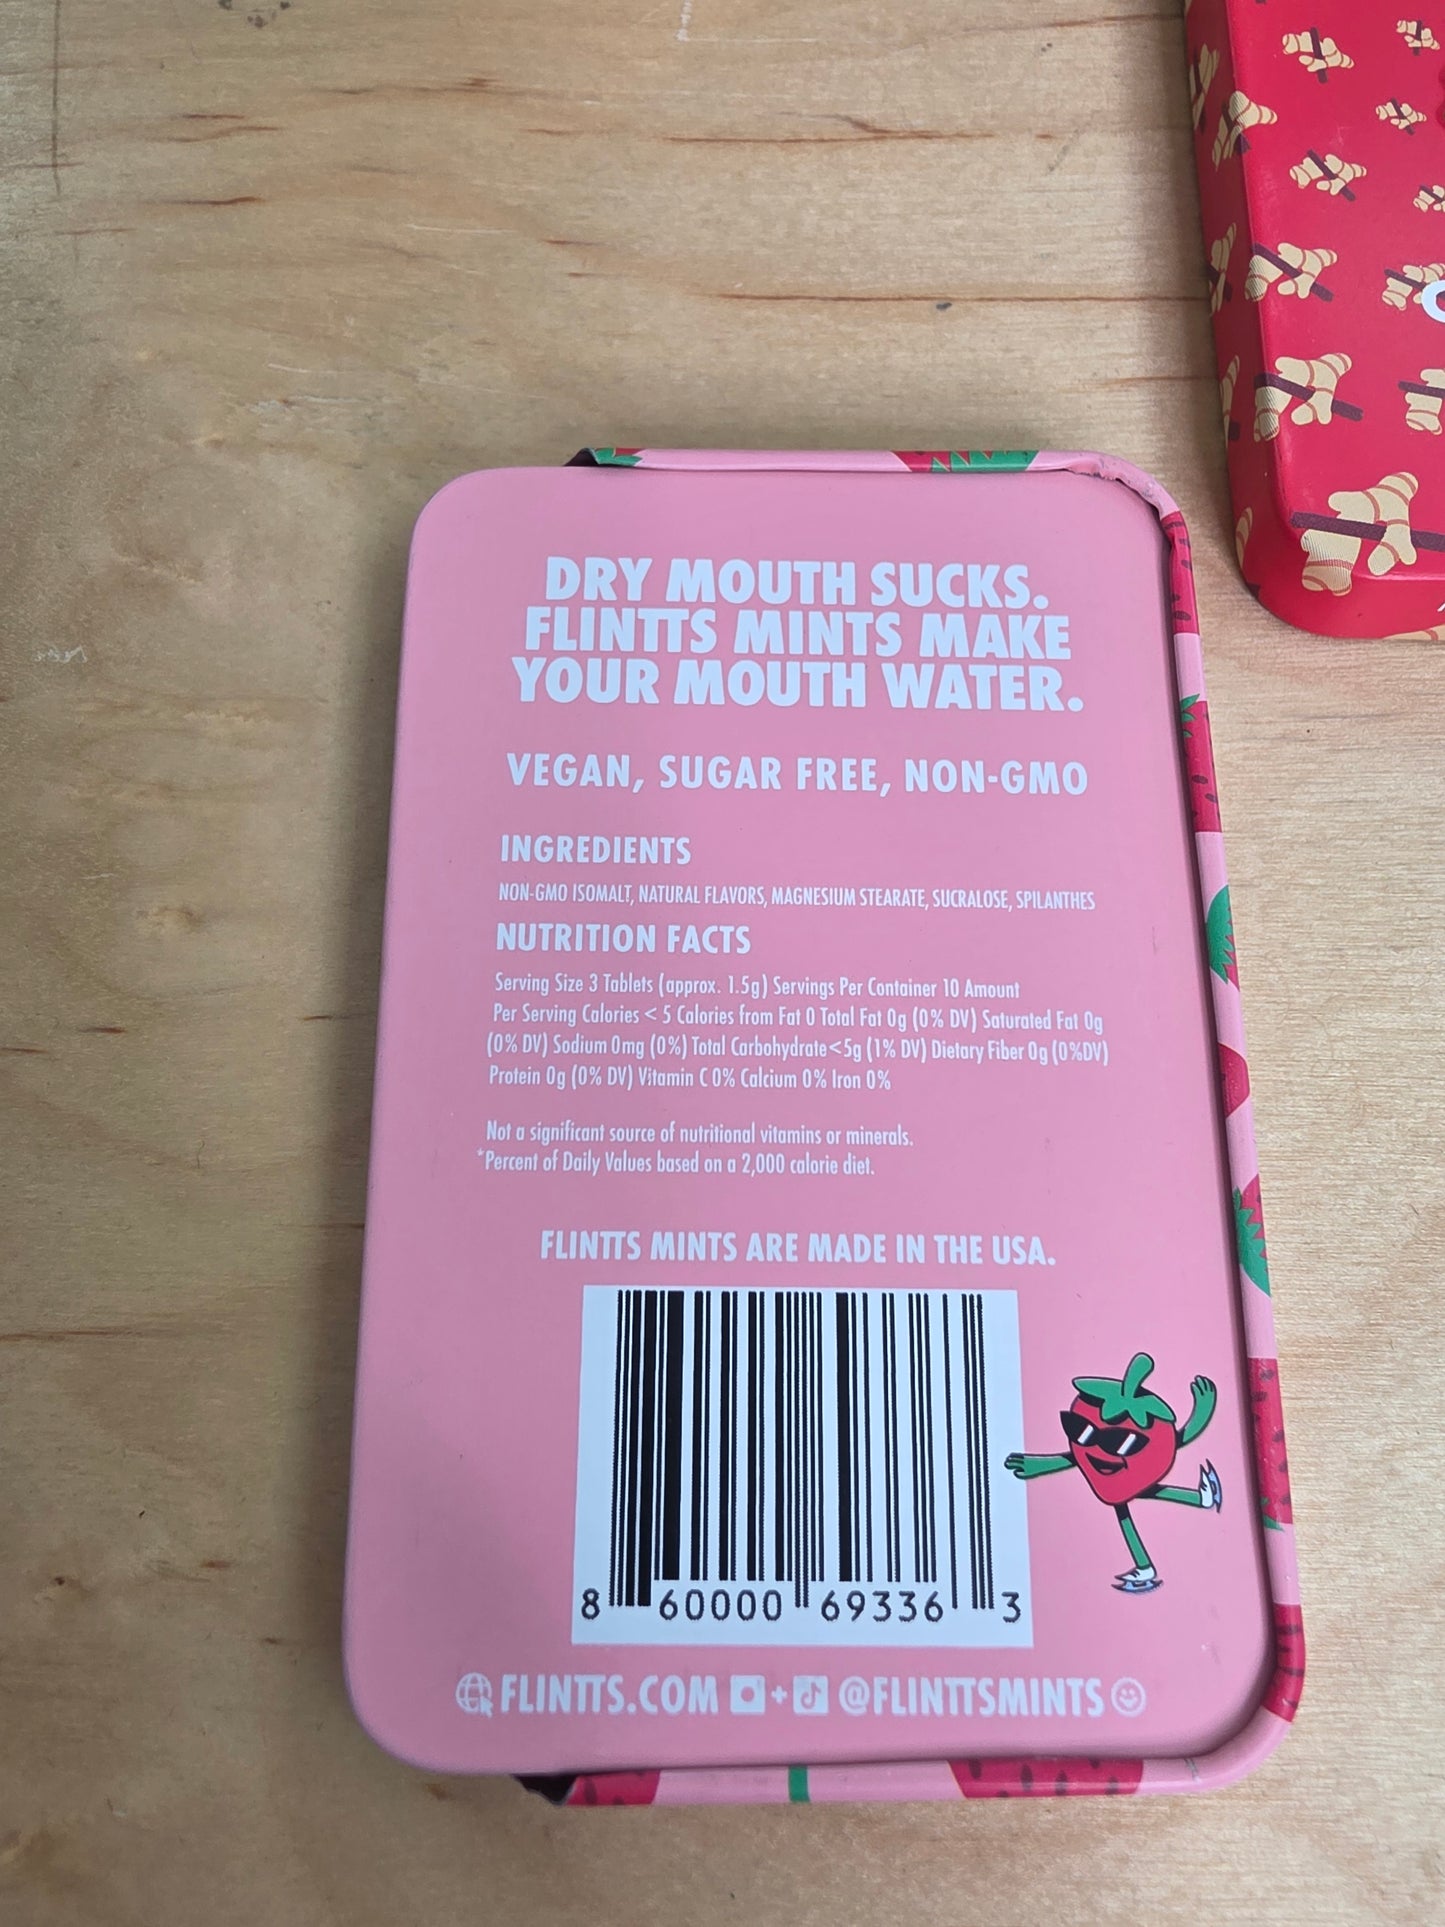 DRY MOUTH SUCKS.
FLINTTS MINTS MAKE
YOUR MOUTH WATER.
VEGAN, SUGAR FREE, NON-GMO
INGREDIENTS
NON-GMO ISOMALT, NATURAL FLAVORS, MAGNESIUM STEARATE, SUCRALOSE, SPILANTHES
NUTRITION FACTS
Serving Size 3 Tablets (approx. 1.5g) Servings Per Container 10 Amount
Per Serving Calories < 5 Calories from Fat 0 Total Fat 0g (0% DV) Saturated Fat 0g
(0% DV) Sodium 0mg (0%) Total Carbohydrate<5g (1% DV) Dietary Fiber 0g (0%DV)
Protein 0g (0% DV) Vitamin C 0% Calcium 0% Iron 0%
Not a significant source of nutritional vitamins or minerals.
*Percent of Daily Values based on a 2,000 calorie diet.
FLINTTS MINTS ARE MADE IN THE USA.
8 60000 69336 3
FLINTTS.COM + @FLINTTSMINTS